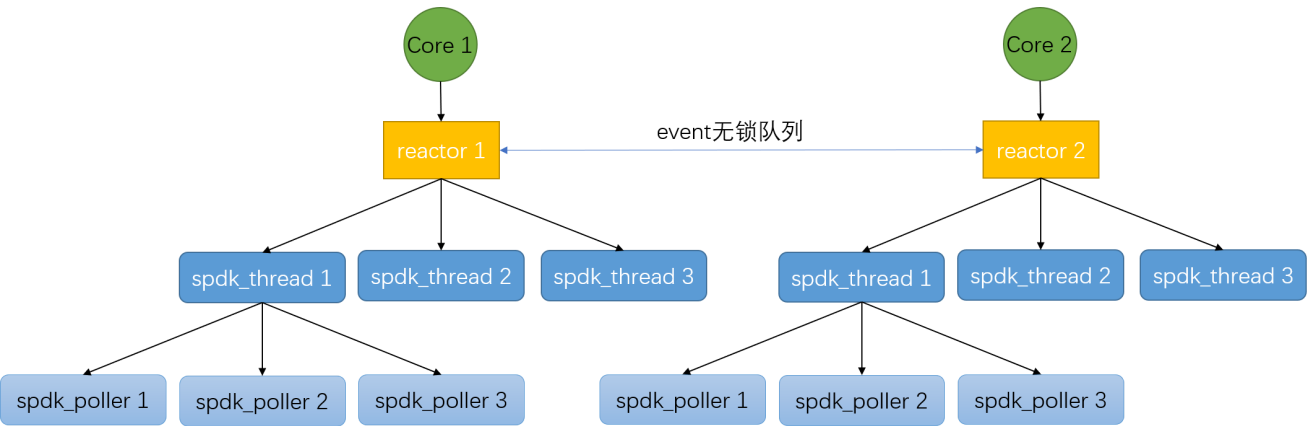 Core 1
Core 2
event无锁队列
reactor 1
reactor 2
spdk_thread 1
spdk_thread 2
spdk_thread 3
spdk_thread 1
spdk_thread 2
spdk_thread 3
spdk_poller 1
spdk_poller 2
spdk_poller 3
spdk_poller 1
spdk_poller 2
spdk_poller 3